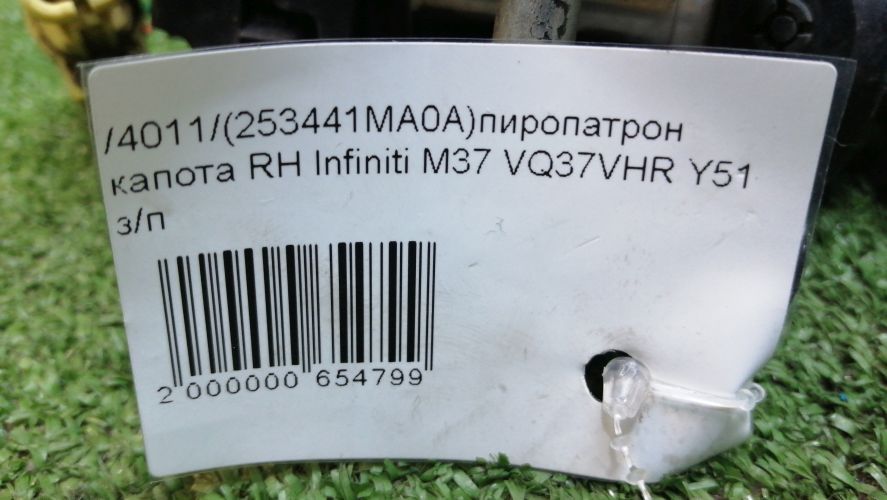 /4011/(253441MA0A)пиропатрон
капота RH Infiniti M37 VQ37VHR Y51
з/п
2 000000 654799